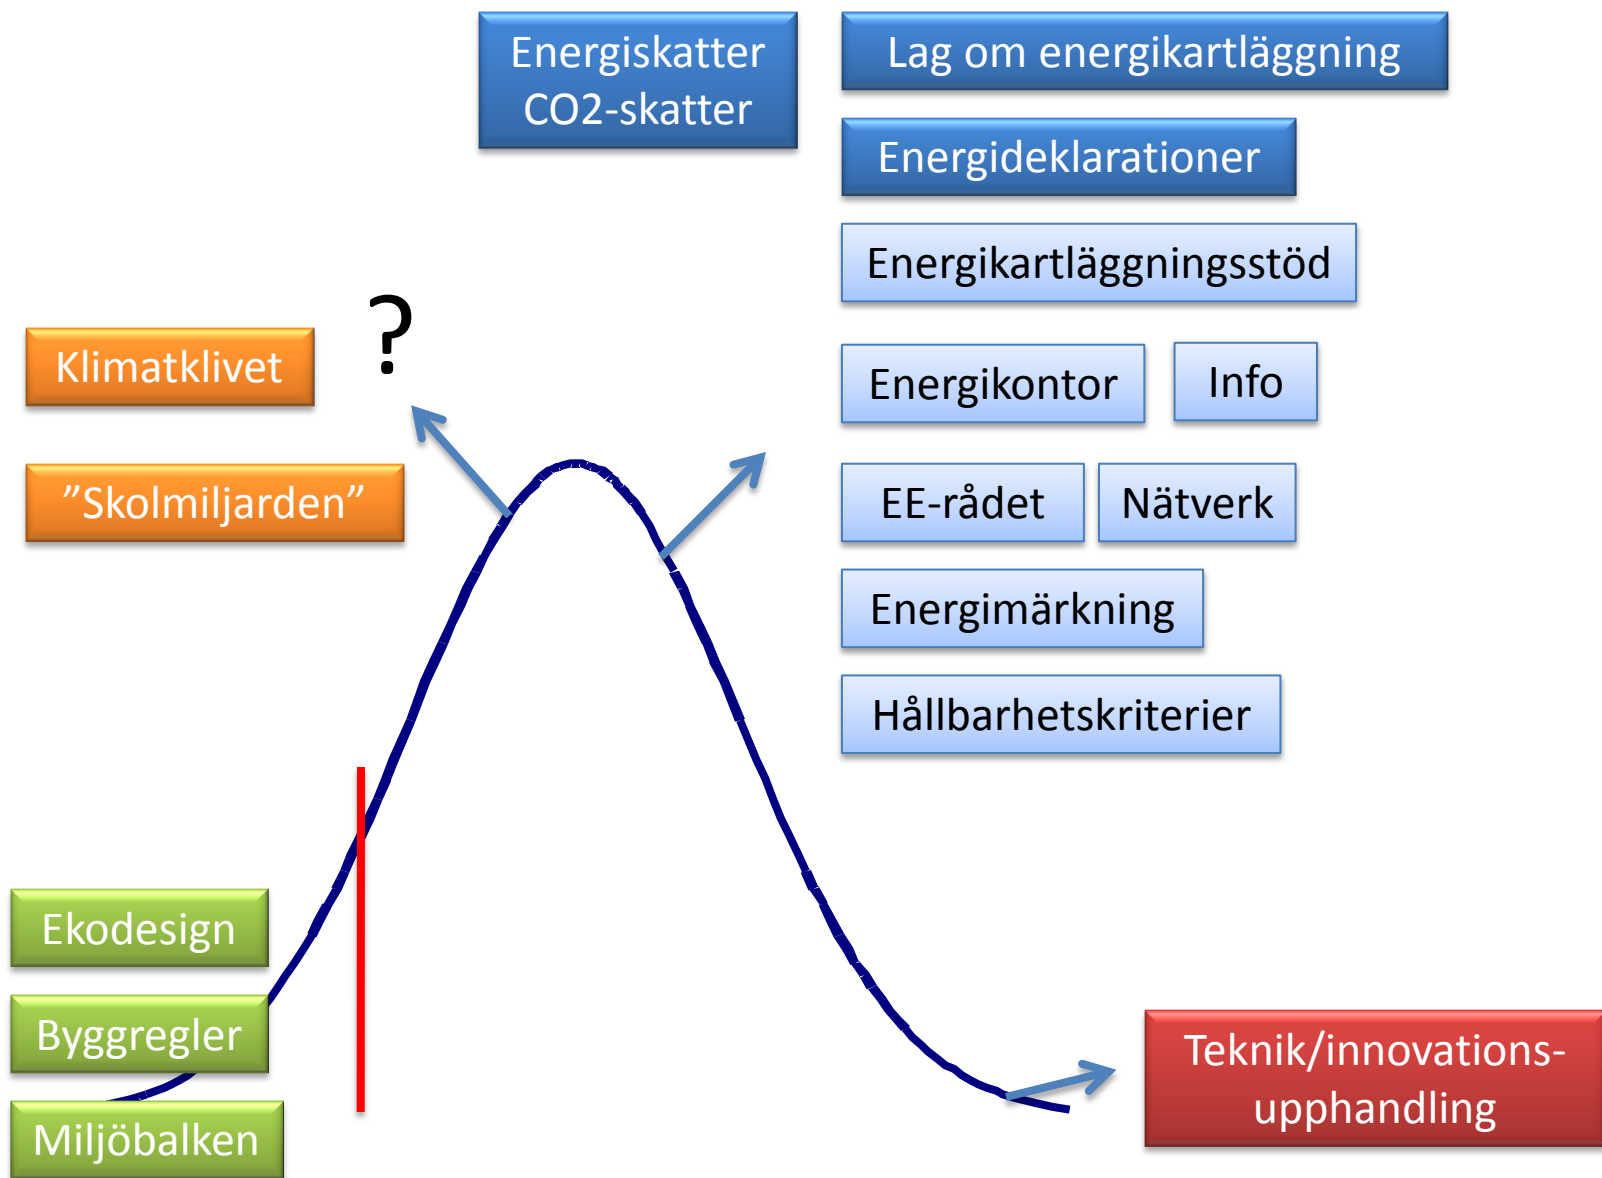 Energiskatter
CO2-skatter
Lag om energikartläggning
Energideklarationer
Energikartläggningsstöd
?
Klimatklivet
Energikontor
Info
”Skolmiljarden”
EE-rådet
Nätverk
Energimärkning
Hållbarhetskriterier
Ekodesign
Byggregler
Miljöbalken
Teknik/innovations-
upphandling